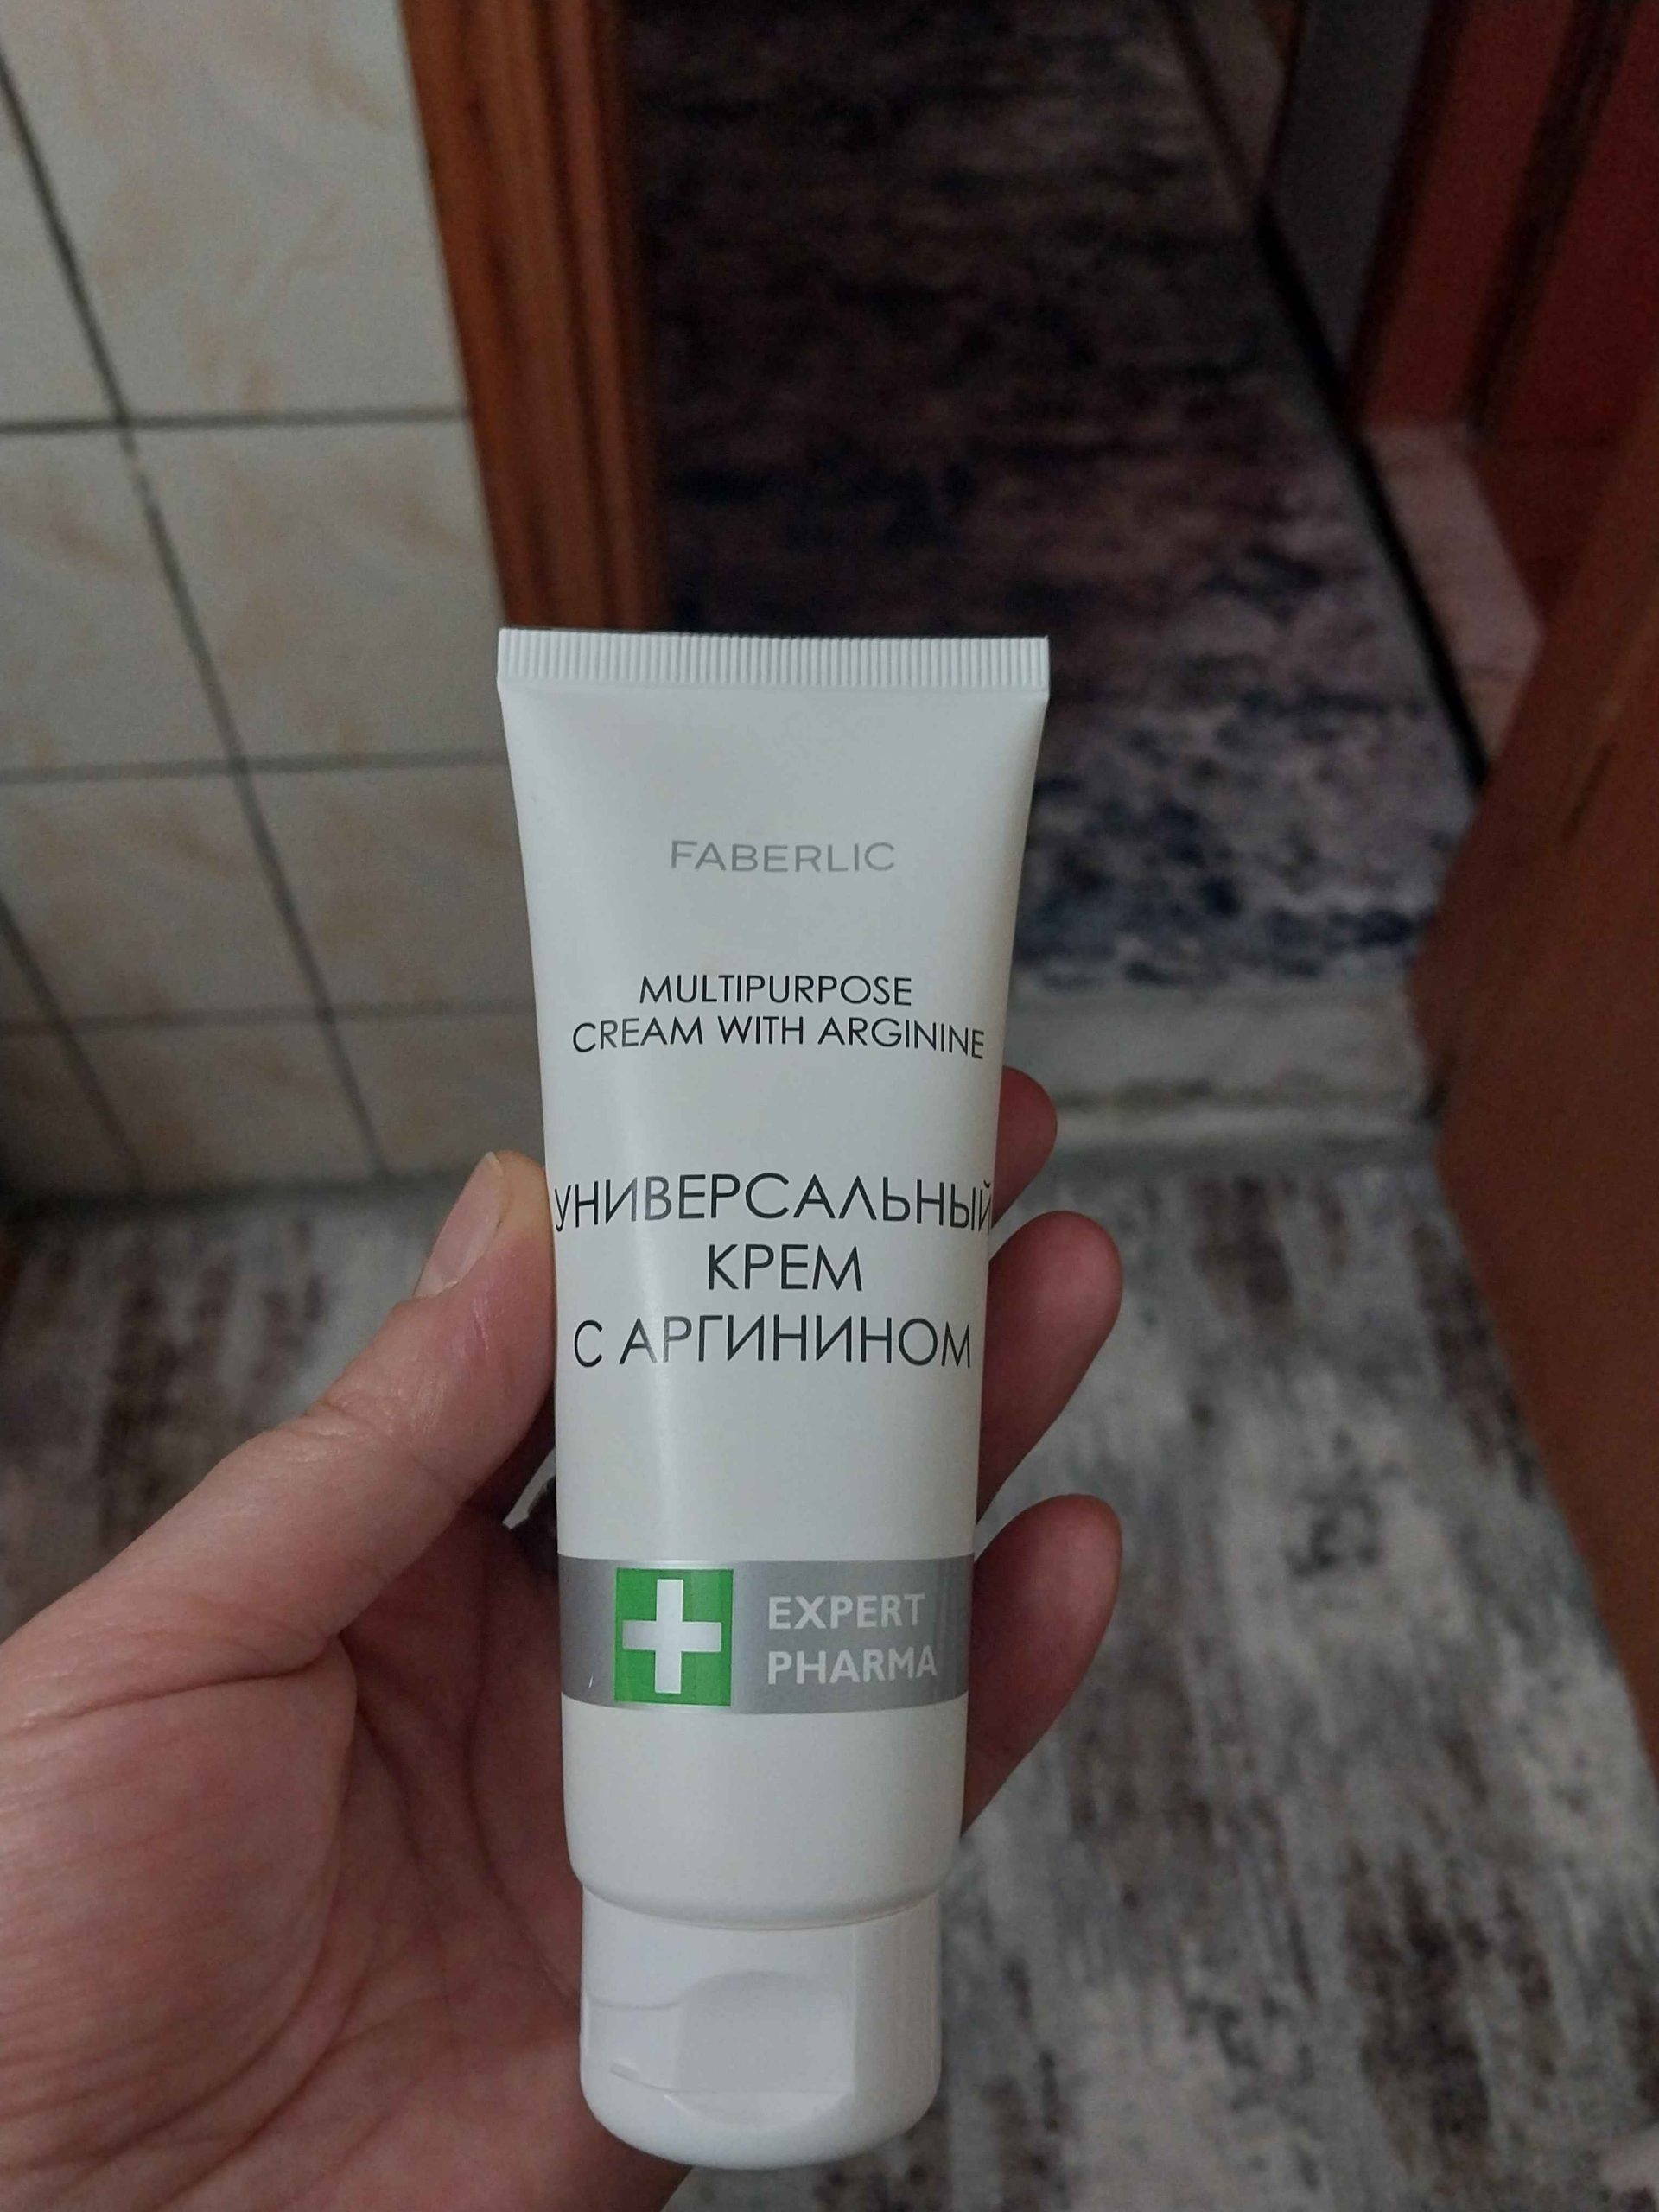 FABERLIC
MULTIPURPOSE
CREAM WITH ARGININE
УНИВЕРСАЛЬНЫЙ
КРЕМ
С АРГИНИНОМ
EXPERT
PHARMA